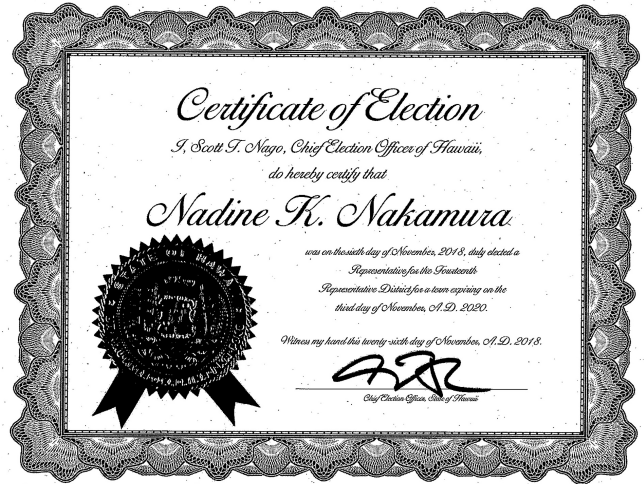 Certificate of Election
I, Scott T. Nago, Chief Election Officer of Hawaii,
do hereby certify that
Nadine K. Nakamura
was on the sixth day of November, 2018, duly elected a
Representative for the Fourteenth
Representative District for a term expiring on the
third day of November, A.D. 2020.
Witness my hand this twenty-sixth day of November, A.D. 2018.
Chief Election Officer, State of Hawaii
STATE OF HAWAII